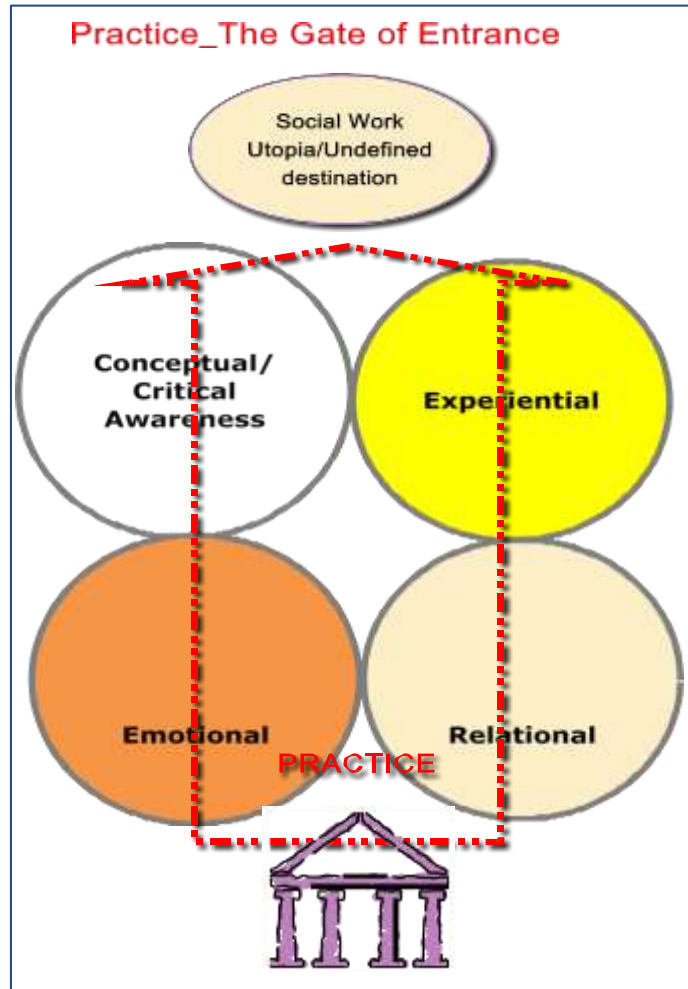 Practice_The Gate of Entrance
Social Work
Utopia/Undefined
destination
Conceptual/
Critical
Awareness
Experiential
Emotional
Relational
PRACTICE